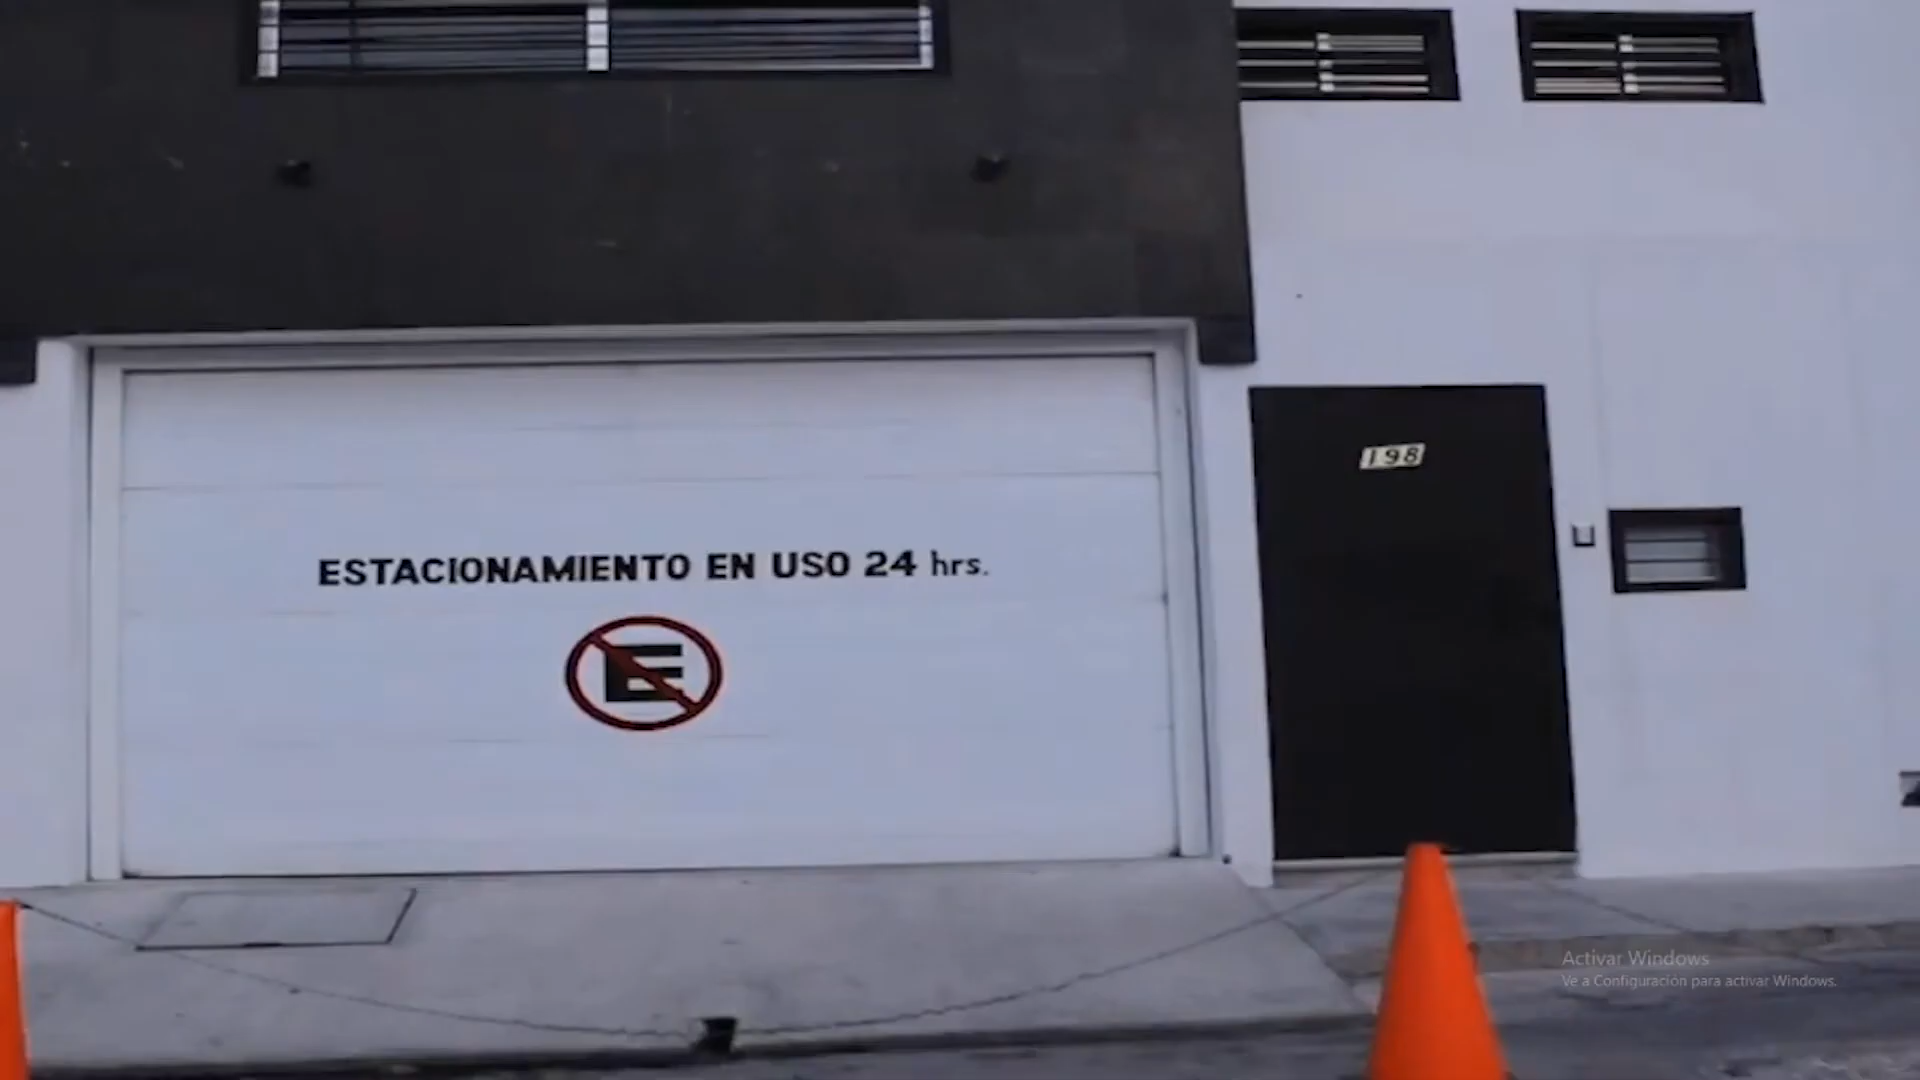 198
ESTACIONAMIENTO EN USO 24 hrs.
E
Activar Windows
Ve a Configuración para activar Windows.